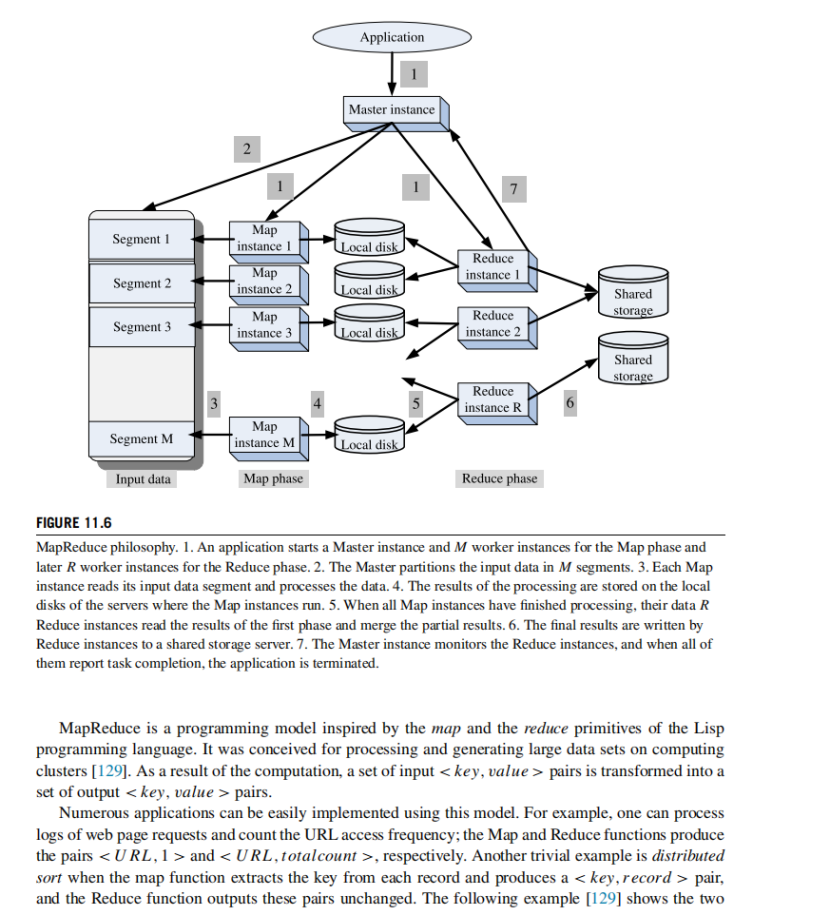 Application
1
Master instance
2
1
1
7
Segment 1
Map
instance 1
Local disk
Reduce
instance 1
Segment 2
Map
instance 2
Local disk
Shared
storage
Segment 3
Map
instance 3
Local disk
Reduce
instance 2
Shared
storage
3
4
5
Reduce
instance R
6
Segment M
Map
instance M
Local disk
Input data
Map phase
Reduce phase
FIGURE 11.6
MapReduce philosophy. 1. An application starts a Master instance and M worker instances for the Map phase and
later R worker instances for the Reduce phase. 2. The Master partitions the input data in M segments. 3. Each Map
instance reads its input data segment and processes the data. 4. The results of the processing are stored on the local
disks of the servers where the Map instances run. 5. When all Map instances have finished processing, their data R
Reduce instances read the results of the first phase and merge the partial results. 6. The final results are written by
Reduce instances to a shared storage server. 7. The Master instance monitors the Reduce instances, and when all of
them report task completion, the application is terminated.
MapReduce is a programming model inspired by the map and the reduce primitives of the Lisp
programming language. It was conceived for processing and generating large data sets on computing
clusters [129]. As a result of the computation, a set of input < key, value > pairs is transformed into a
set of output < key, value > pairs.
Numerous applications can be easily implemented using this model. For example, one can process
logs of web page requests and count the URL access frequency; the Map and Reduce functions produce
the pairs < URL, 1 > and < URL, totalcount >, respectively. Another trivial example is distributed
sort when the map function extracts the key from each record and produces a < key, record > pair,
and the Reduce function outputs these pairs unchanged. The following example [129] shows the two